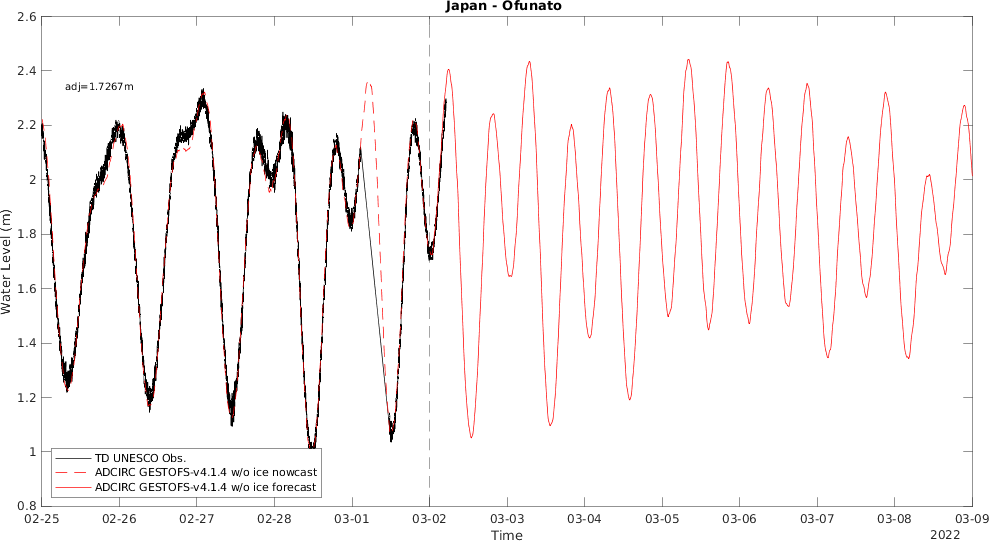 Japan - Ofunato
2.6
2.4
2.2
2
1.8
1.6
1.4
1.2
1
0.8
Water Level (m)
adj=1.7267m
TD UNESCO Obs.
ADCIRC GESTOFS-v4.1.4 w/o ice nowcast
ADCIRC GESTOFS-v4.1.4 w/o ice forecast
02-25 02-26 02-27 02-28 03-01 03-02 03-03 03-04 03-05 03-06 03-07 03-08 03-09
Time
2022